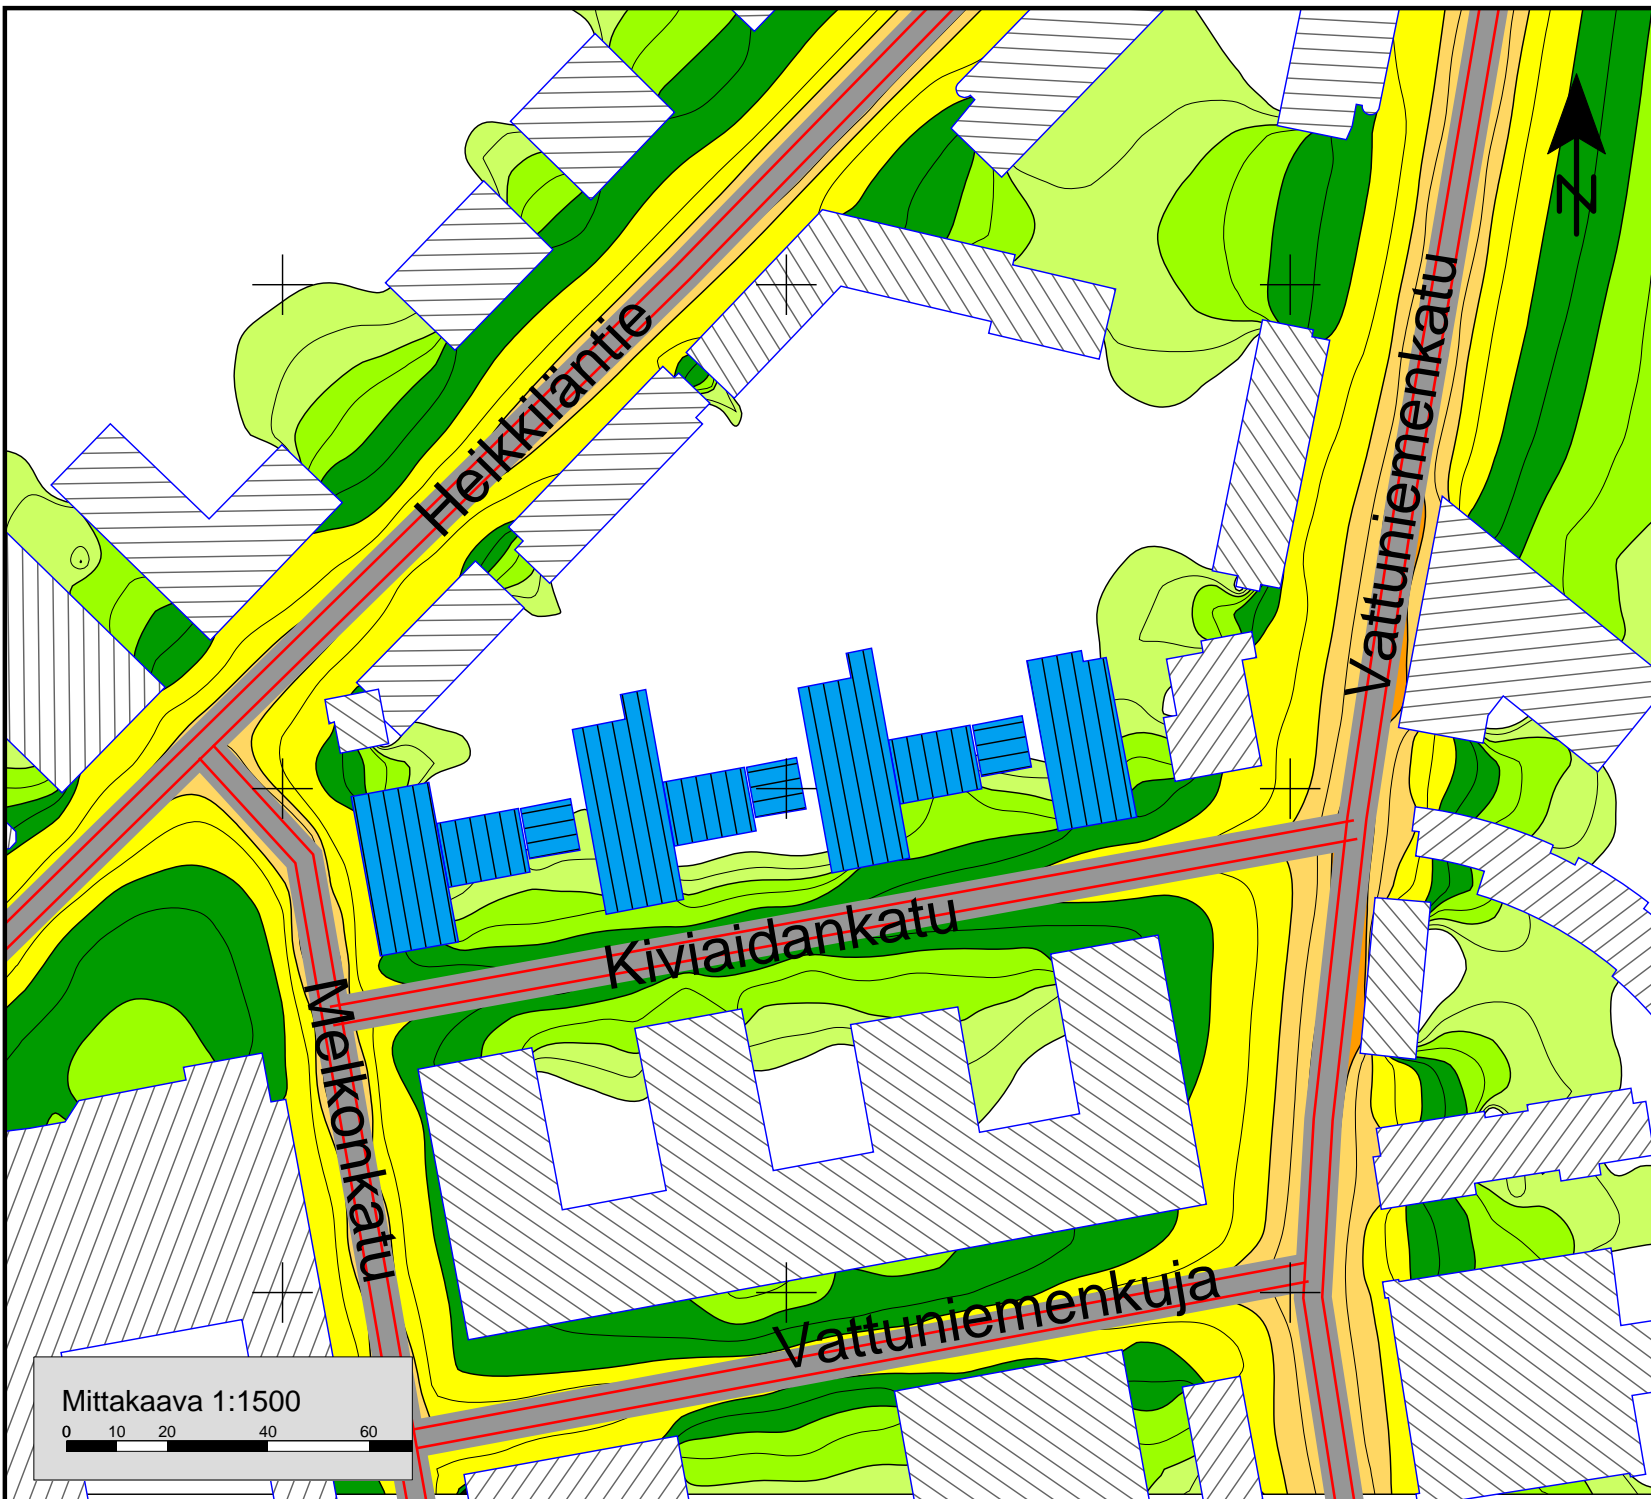 N
Heikkiläntie
Vattuniemenkatu
Kiviaidankatu
Melkonkatu
Vattuniemenkuja
Mittakaava 1:1500
0 10 20 40 60